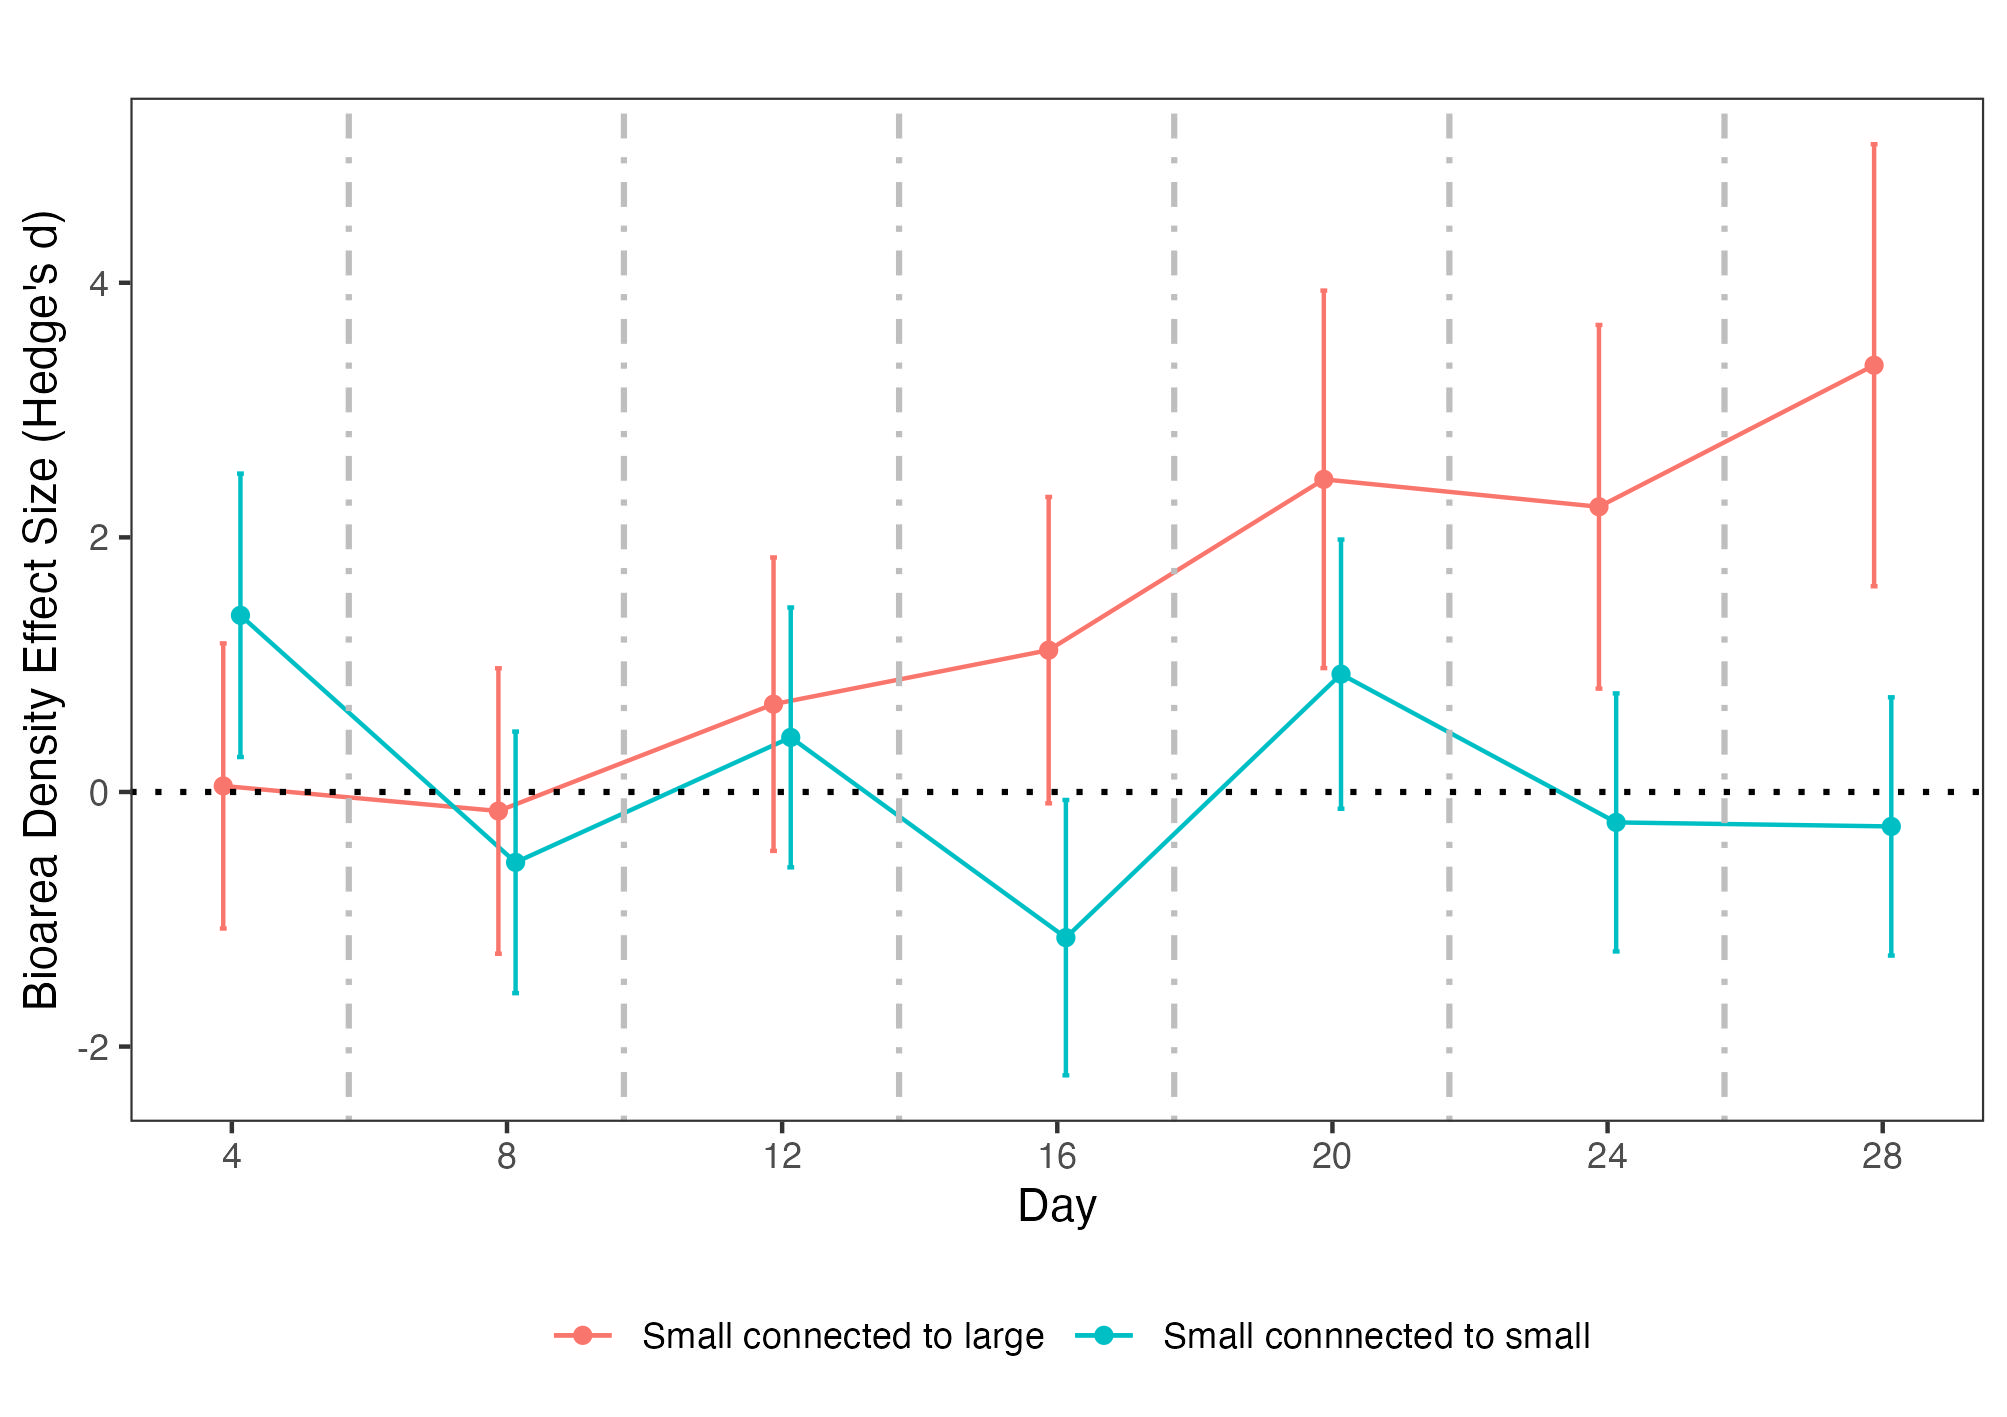 Bioarea Density Effect Size (Hedge's d)
4
2
0
-2
4 8 12 16 20 24 28
Day
Small connected to large Small connnected to small